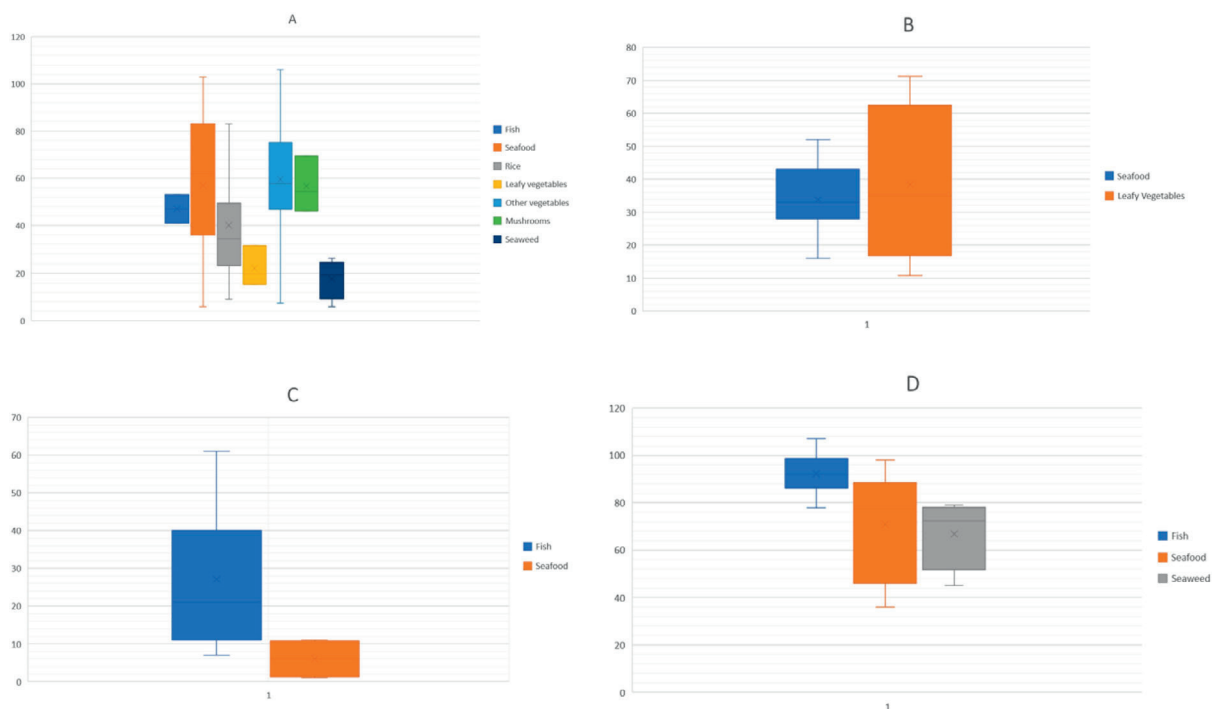 A
120
100
80
60
40
20
0
Fish
Seafood
Rice
Leafy vegetables
Other vegetables
Mushrooms
Seaweed
B
80
70
60
50
40
30
20
10
0
1
Seafood
Leafy Vegetables
C
70
60
50
40
30
20
10
0
1
Fish
Seafood
D
120
100
80
60
40
20
0
1
Fish
Seafood
Seaweed